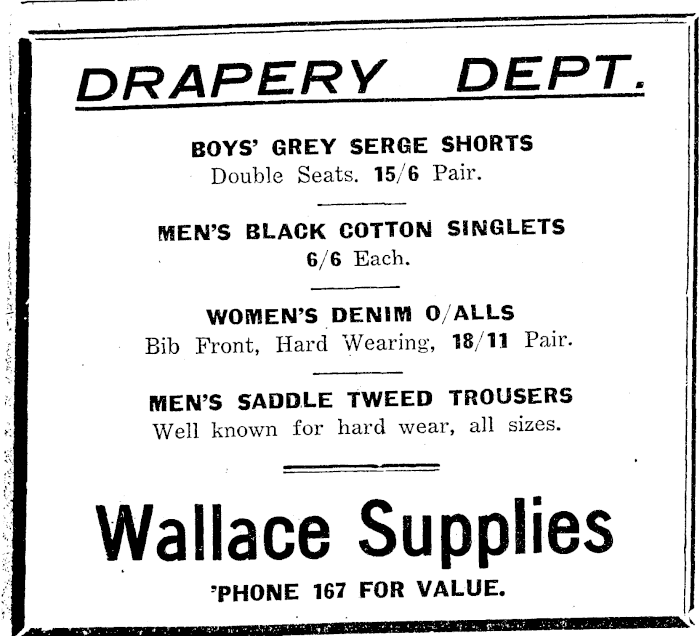 DRAPERY DEPT.
BOYS' GREY SERGE SHORTS
Double Seats. 15/6 Pair.
MEN'S BLACK COTTON SINGLETS
6/6 Each.
WOMEN'S DENIM O/ALLS
Bib Front, Hard Wearing, 18/11 Pair.
MEN'S SADDLE TWEED TROUSERS
Well known for hard wear, all sizes.
Wallace Supplies
'PHONE 167 FOR VALUE.